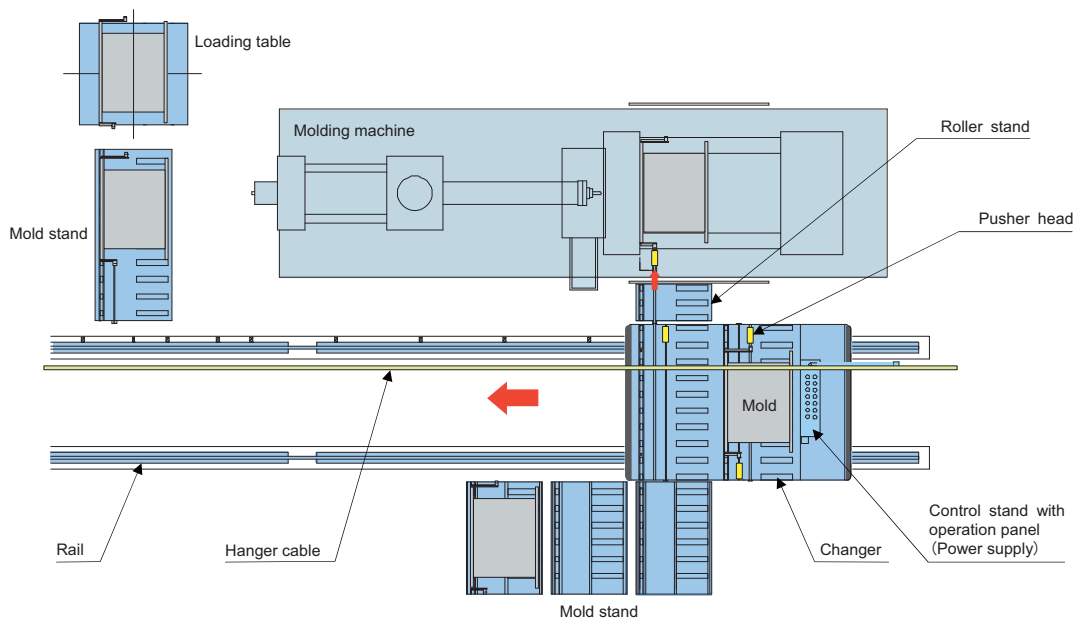 Loading table
Molding machine
Roller stand
Pusher head
Mold stand
Mold
Control stand with
operation panel
(Power supply)
Rail
Hanger cable
Changer
Mold stand